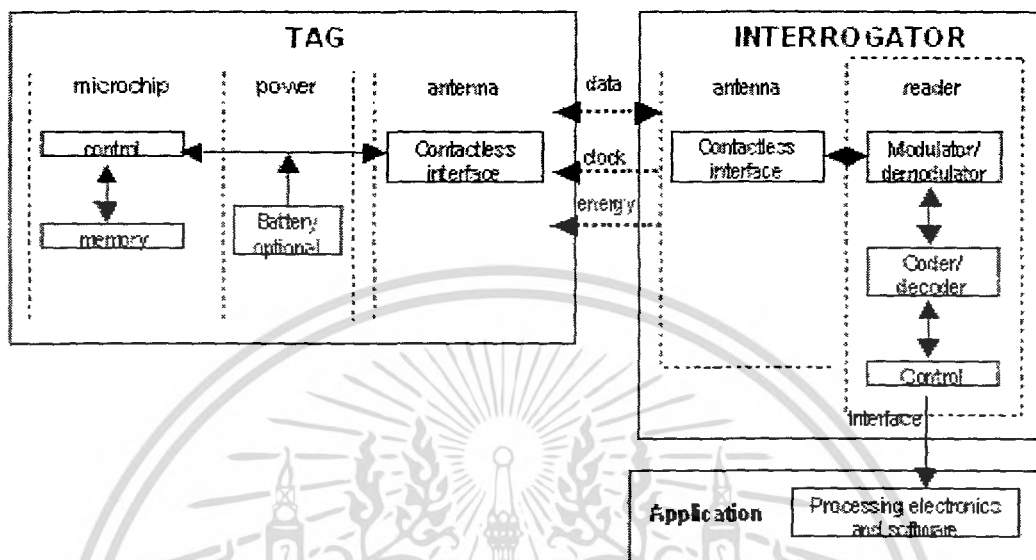 TAG
microchip
power
antenna
control
memory
Battery
optional
Contactless
interface
data
clock
energy
INTERROGATOR
antenna
reader
Contactless
interface
Modulator/
demodulator
Coder/
decoder
Control
interface
Application
Processing electronics
and software